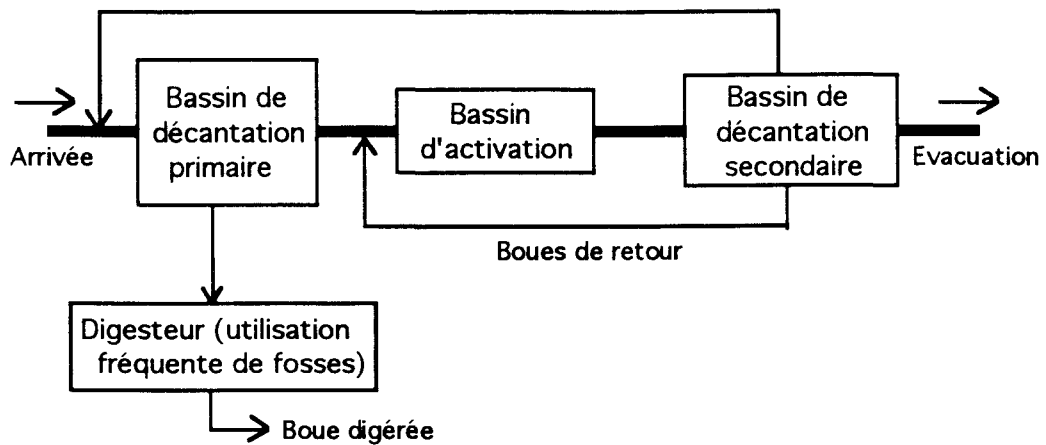 Bassin de
décantation
primaire
Bassin
d'activation
Bassin de
décantation
secondaire
Arrivée
Evacuation
Boues de retour
Digesteur (utilisation
fréquente de fosses)
Boue digérée